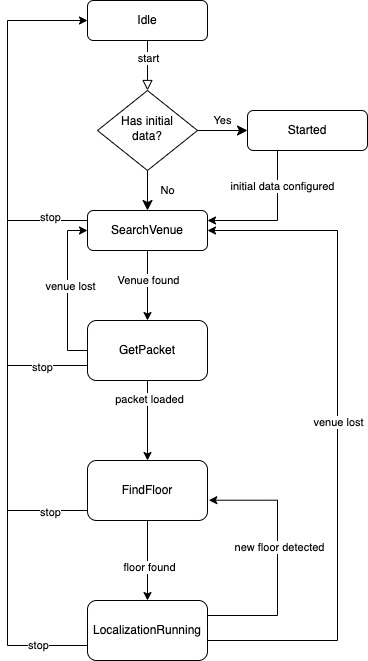 Idle
start
Has initial
data?
Yes
Started
No
initial data configured
stop
SearchVenue
venue lost
Venue found
GetPacket
stop
packet loaded
venue lost
FindFloor
stop
new floor detected
floor found
LocalizationRunning
stop